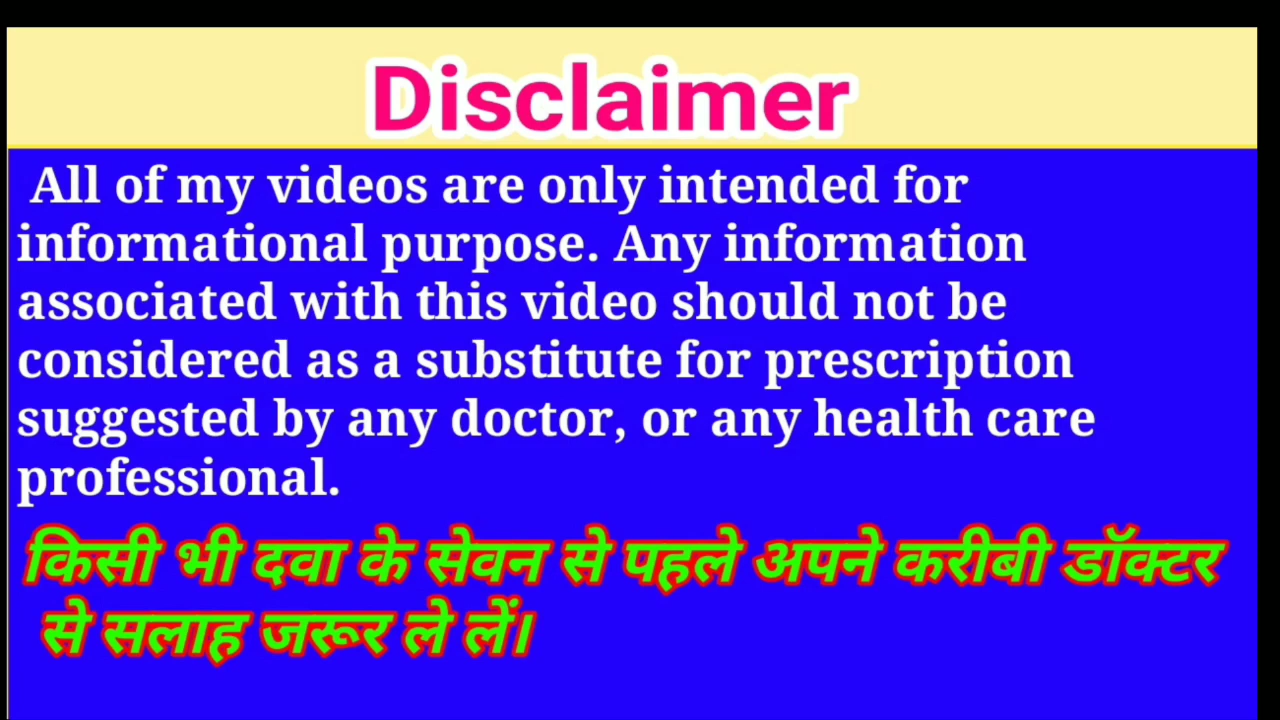 Disclaimer
All of my videos are only intended for
informational purpose. Any information
associated with this video should not be
considered as a substitute for prescription
suggested by any doctor, or any health care
professional.
किसी भी दवा के सेवन से पहले अपने करीबी डॉक्टर
से सलाह जरूर ले लें।